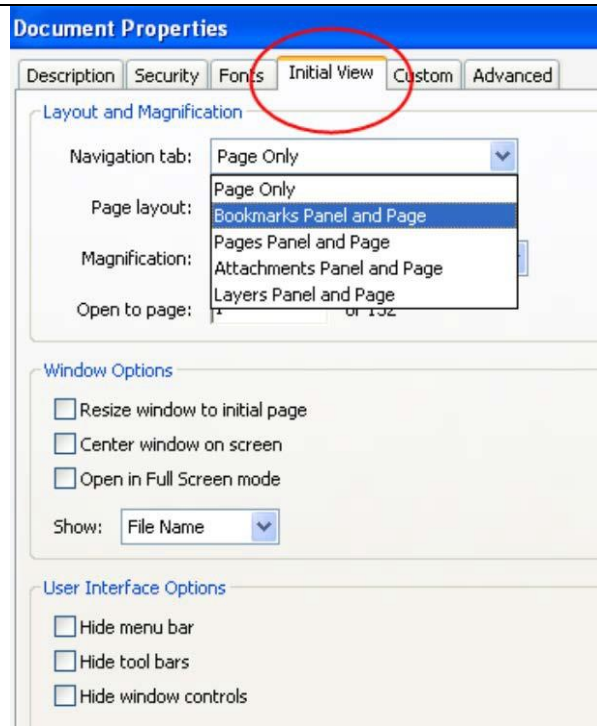 Document Properties
Description Security Fonts Initial View Custom Advanced
Layout and Magnification
Navigation tab: Page Only
Page Only
Page layout: Bookmarks Panel and Page
Pages Panel and Page
Magnification: Attachments Panel and Page
Layers Panel and Page
Open to page: 1 of 152
Window Options
Resize window to initial page
Center window on screen
Open in Full Screen mode
Show: File Name
User Interface Options
Hide menu bar
Hide tool bars
Hide window controls